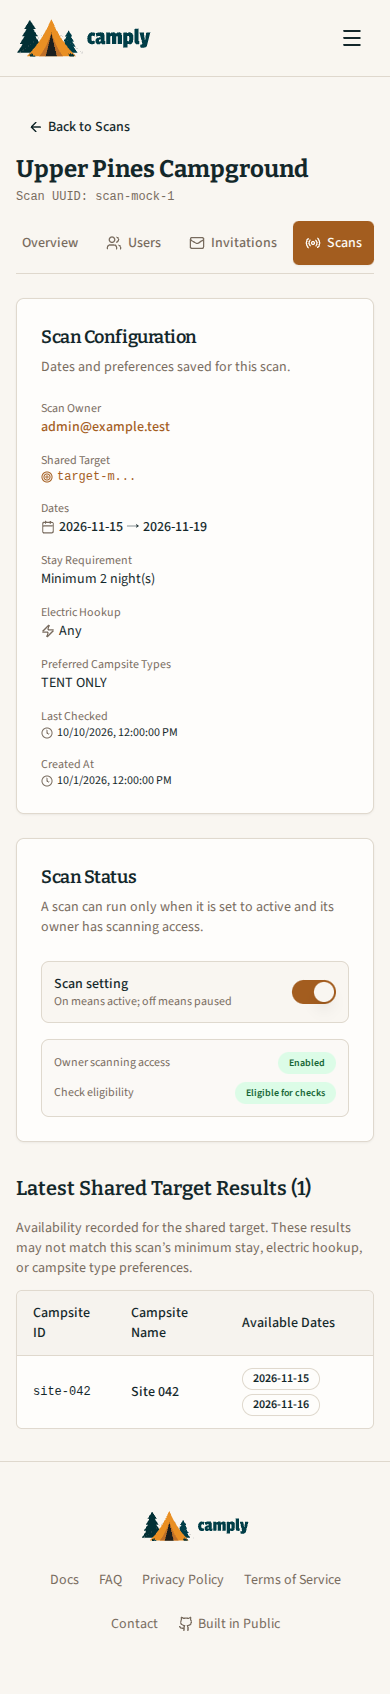 camply
Back to Scans
Upper Pines Campground
Scan UUID: scan-mock-1
Overview Users Invitations Scans
Scan Configuration
Dates and preferences saved for this scan.
Scan Owner
admin@example.test
Shared Target
target-m...
Dates
2026-11-15 → 2026-11-19
Stay Requirement
Minimum 2 night(s)
Electric Hookup
Any
Preferred Campsite Types
TENT ONLY
Last Checked
10/10/2026, 12:00:00 PM
Created At
10/1/2026, 12:00:00 PM
Scan Status
A scan can run only when it is set to active and its
owner has scanning access.
Scan setting
On means active; off means paused
Owner scanning access Enabled
Check eligibility Eligible for checks
Latest Shared Target Results (1)
Availability recorded for the shared target. These results
may not match this scan's minimum stay, electric hookup,
or campsite type preferences.
Campsite ID Campsite Name Available Dates
site-042 Site 042 2026-11-15
2026-11-16
camply
Docs FAQ Privacy Policy Terms of Service
Contact Built in Public